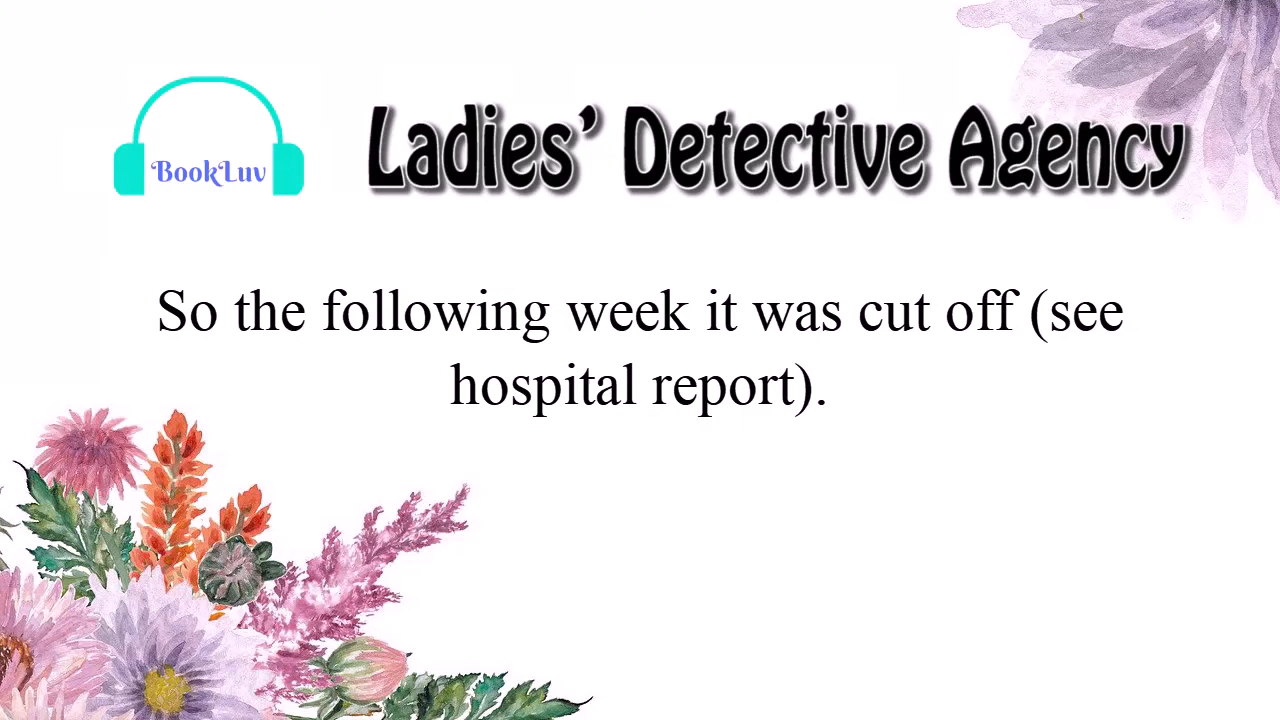 BookLuv
Ladies’ Detective Agency
So the following week it was cut off (see
hospital report).